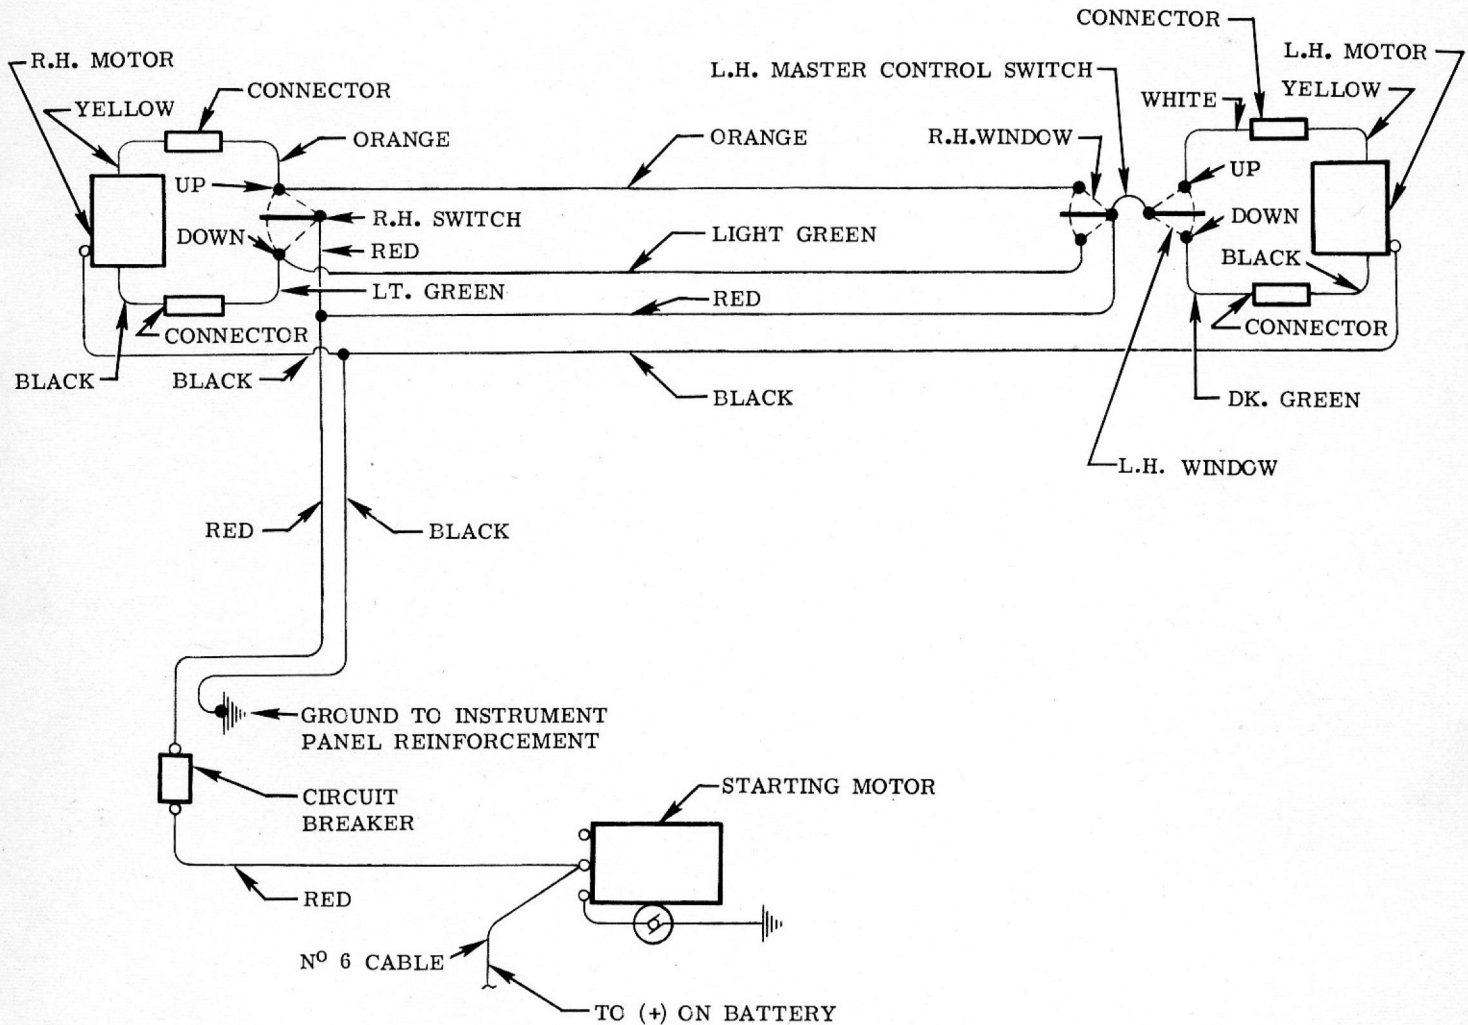 CONNECTOR
R.H. MOTOR
L.H. MOTOR
L.H. MASTER CONTROL SWITCH
CONNECTOR
YELLOW
YELLOW
WHITE
ORANGE
ORANGE
R.H.WINDOW
UP
UP
R.H. SWITCH
DOWN
DOWN
LIGHT GREEN
RED
BLACK
LT. GREEN
RED
CONNECTOR
CONNECTOR
BLACK
BLACK
BLACK
DK. GREEN
L.H. WINDOW
RED
BLACK
GROUND TO INSTRUMENT
PANEL REINFORCEMENT
STARTING MOTOR
CIRCUIT
BREAKER
RED
Nº 6 CABLE
TO (+) ON BATTERY